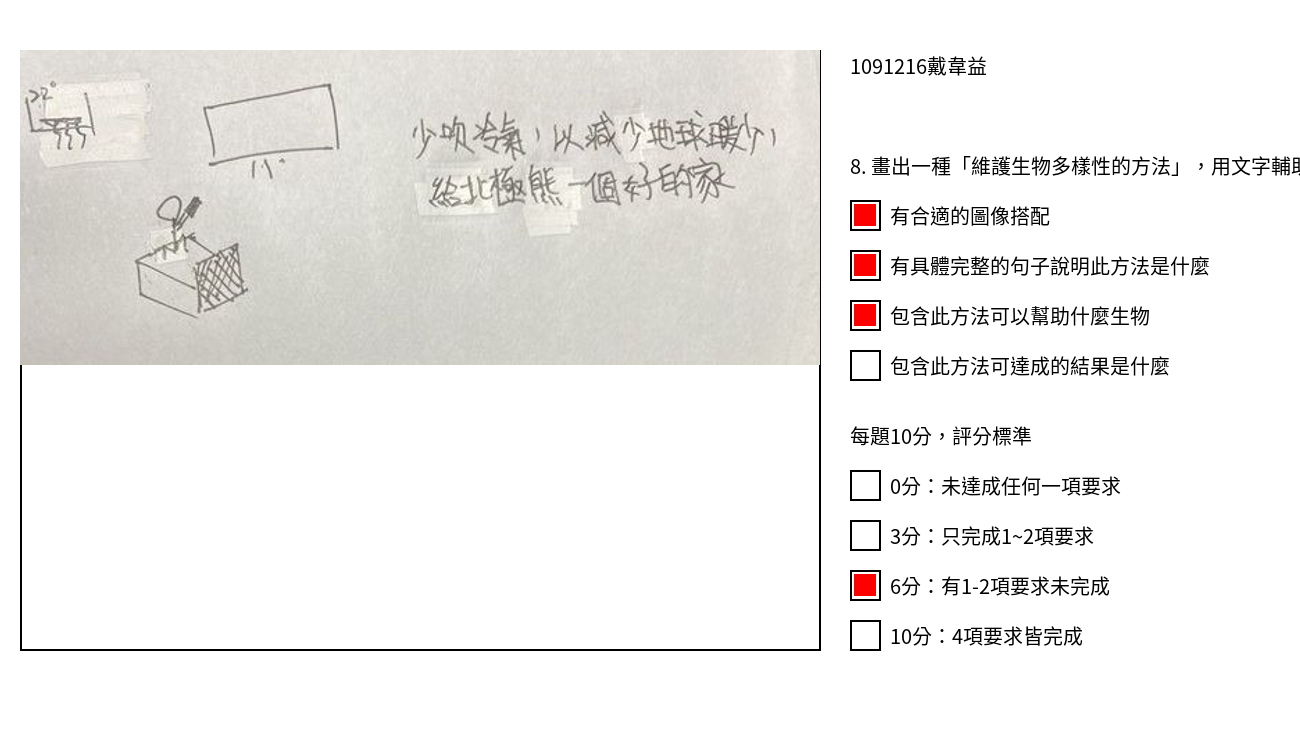 22°
少吹冷氣,以減少地球暖少,
給北極熊一個好的家
1091216戴韋益
8. 畫出一種「維護生物多樣性的方法」,用文字輔助
有合適的圖像搭配
有具體完整的句子說明此方法是什麼
包含此方法可以幫助什麼生物
包含此方法可達成的結果是什麼
每題10分,評分標準
0分:未達成任何一項要求
3分:只完成1~2項要求
6分:有1-2項要求未完成
10分:4項要求皆完成